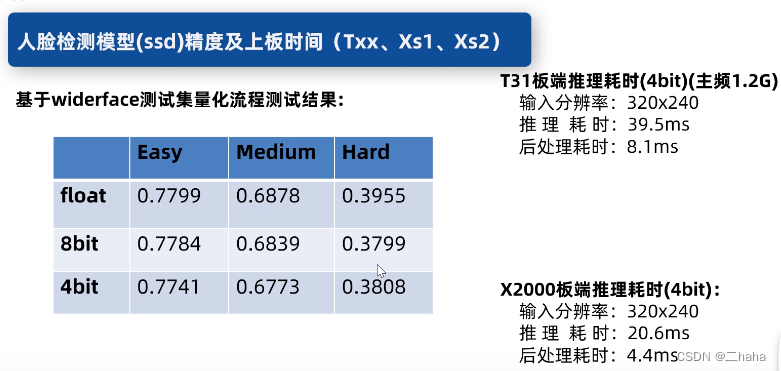 人脸检测模型(ssd)精度及上板时间（Txx、Xs1、Xs2）
基于widerface测试集量化流程测试结果：
Easy Medium Hard
float 0.7799 0.6878 0.3955
8bit 0.7784 0.6839 0.3799
4bit 0.7741 0.6773 0.3808
T31板端推理耗时(4bit)(主频1.2G)
输入分辨率：320x240
推 理 耗 时：39.5ms
后处理耗时：8.1ms
X2000板端推理耗时(4bit)：
输入分辨率：320x240
推 理 耗 时：20.6ms
后处理耗时：4.4ms
CSDN @二haha